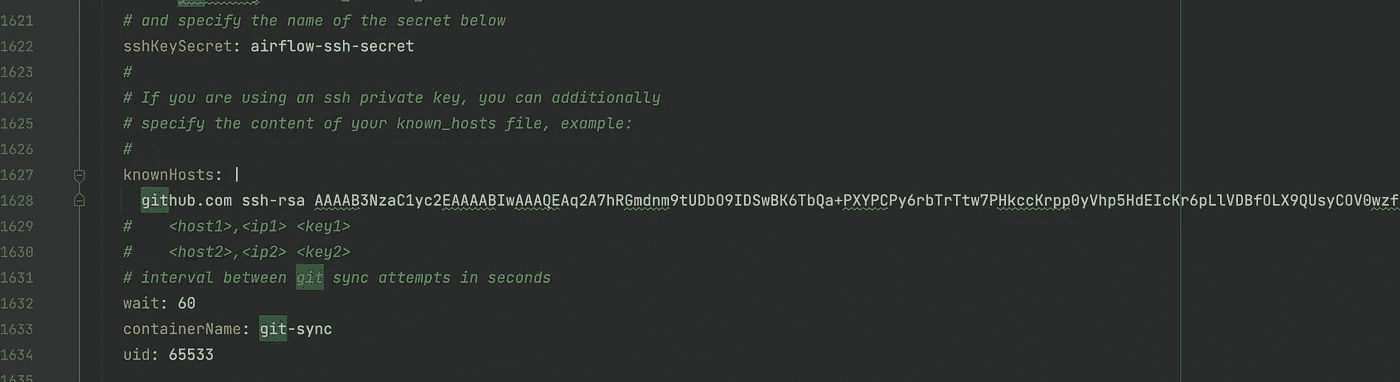 1621 # and specify the name of the secret below
1622 sshKeySecret: airflow-ssh-secret
1623 #
1624 # If you are using an ssh private key, you can additionally
1625 # specify the content of your known_hosts file, example:
1626 #
1627 knownHosts: |
1628 github.com ssh-rsa AAAAB3NzaC1yc2EAAAABIwAAAQEAq2A7hRGmdnm9tUDbO9IDSwBK6TbQa+PXYPCPy6rbTrTtw7PHkccKrpp0yVhp5HdEIcKr6pLlVDBfOLX9QUsyCOV0wzf
1629 # <host1>,<ip1> <key1>
1630 # <host2>,<ip2> <key2>
1631 # interval between git sync attempts in seconds
1632 wait: 60
1633 containerName: git-sync
1634 uid: 65533
1635